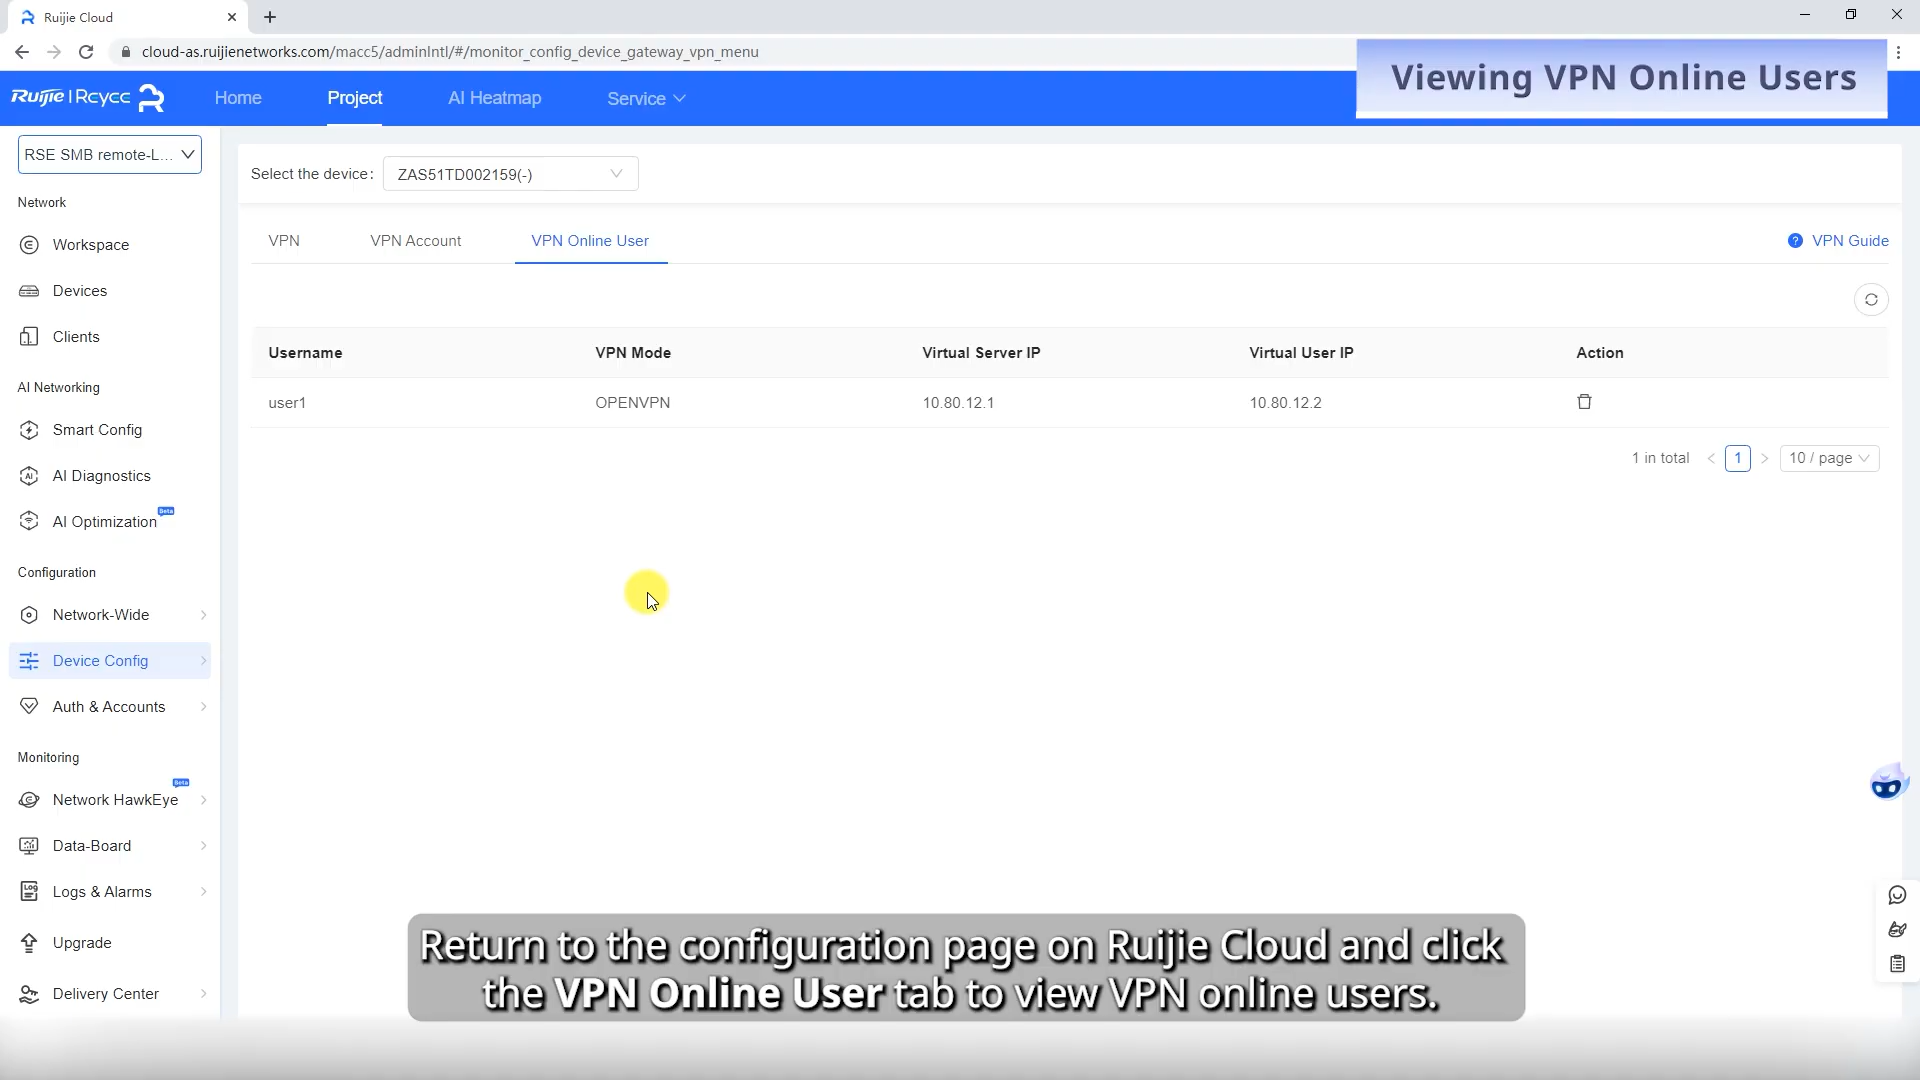 Ruijie Cloud
cloud-as.ruijienetworks.com/macc5/adminIntl/#/monitor_config_device_gateway_vpn_menu
Viewing VPN Online Users
Ruijie | Rcycc
Home
Project
AI Heatmap
Service
RSE SMB remote-L...
Select the device:
ZAS51TD002159(-)
Network
Workspace
Devices
Clients
AI Networking
Smart Config
AI Diagnostics
AI Optimization
Beta
Configuration
Network-Wide
Device Config
Auth & Accounts
Monitoring
Network HawkEye
Beta
Data-Board
Logs & Alarms
Upgrade
Delivery Center
VPN
VPN Account
VPN Online User
VPN Guide
Username VPN Mode Virtual Server IP Virtual User IP Action
user1 OPENVPN 10.80.12.1 10.80.12.2
1 in total < 1 > 10 / page
Return to the configuration page on Ruijie Cloud and click
the VPN Online User tab to view VPN online users.